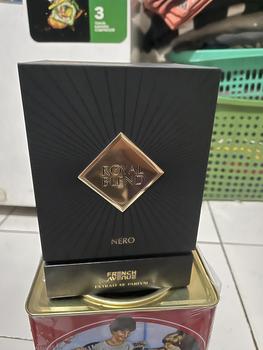 3
ROYAL
BLEND
NERO
FRENCH
AVENUE
EXTRAIT DE PARFUM